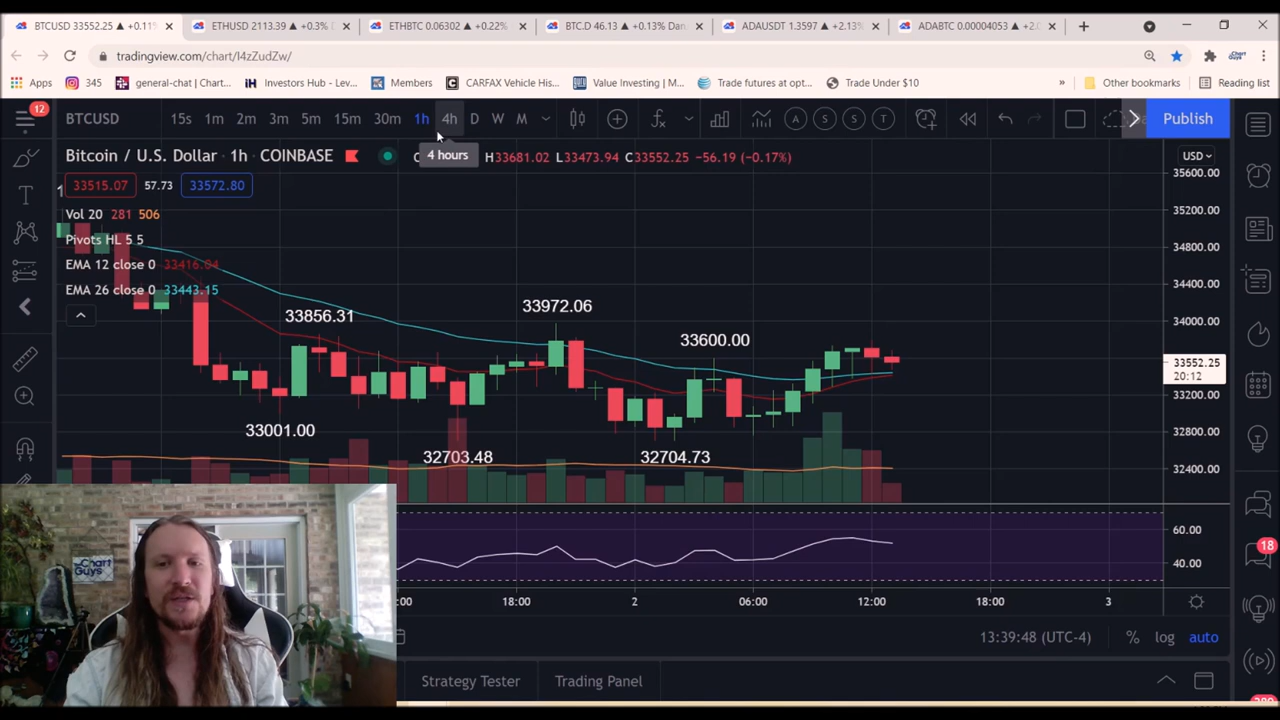 BTCUSD 33552.25 ▲ +0.11%
ETHUSD 2113.39 ▲ +0.3%
ETHBTC 0.06302 ▲ +0.22%
BTC.D 46.13 ▲ +0.13% Dan
ADAUSDT 1.3597 ▲ +2.13%
ADABTC 0.00004053 ▲ +2.
tradingview.com/chart/I4zZudZw/
Apps 345 general-chat | Chart... Investors Hub - Lev... Members CARFAX Vehicle His... Value Investing | Mo... Trade futures at opt... Trade Under $10 » Other bookmarks Reading list
12 BTCUSD 15s 1m 2m 3m 5m 15m 30m 1h 4h D W M A S S T Publish
4 hours
Bitcoin / U.S. Dollar · 1h · COINBASE H33681.02 L33473.94 C33552.25 −56.19 (−0.17%) USD
33515.07 57.73 33572.80
Vol 20 281 506
Pivots HL 5 5
EMA 12 close 0 33416.04
EMA 26 close 0 33443.15
33856.31
33972.06
33600.00
33001.00
32703.48
32704.73
35600.00
35200.00
34800.00
34400.00
34000.00
33552.25
20:12
33200.00
32800.00
32400.00
60.00
40.00
Chart Guys
18
:00 18:00 2 06:00 12:00 18:00 3
13:39:48 (UTC-4) % log auto
Strategy Tester Trading Panel